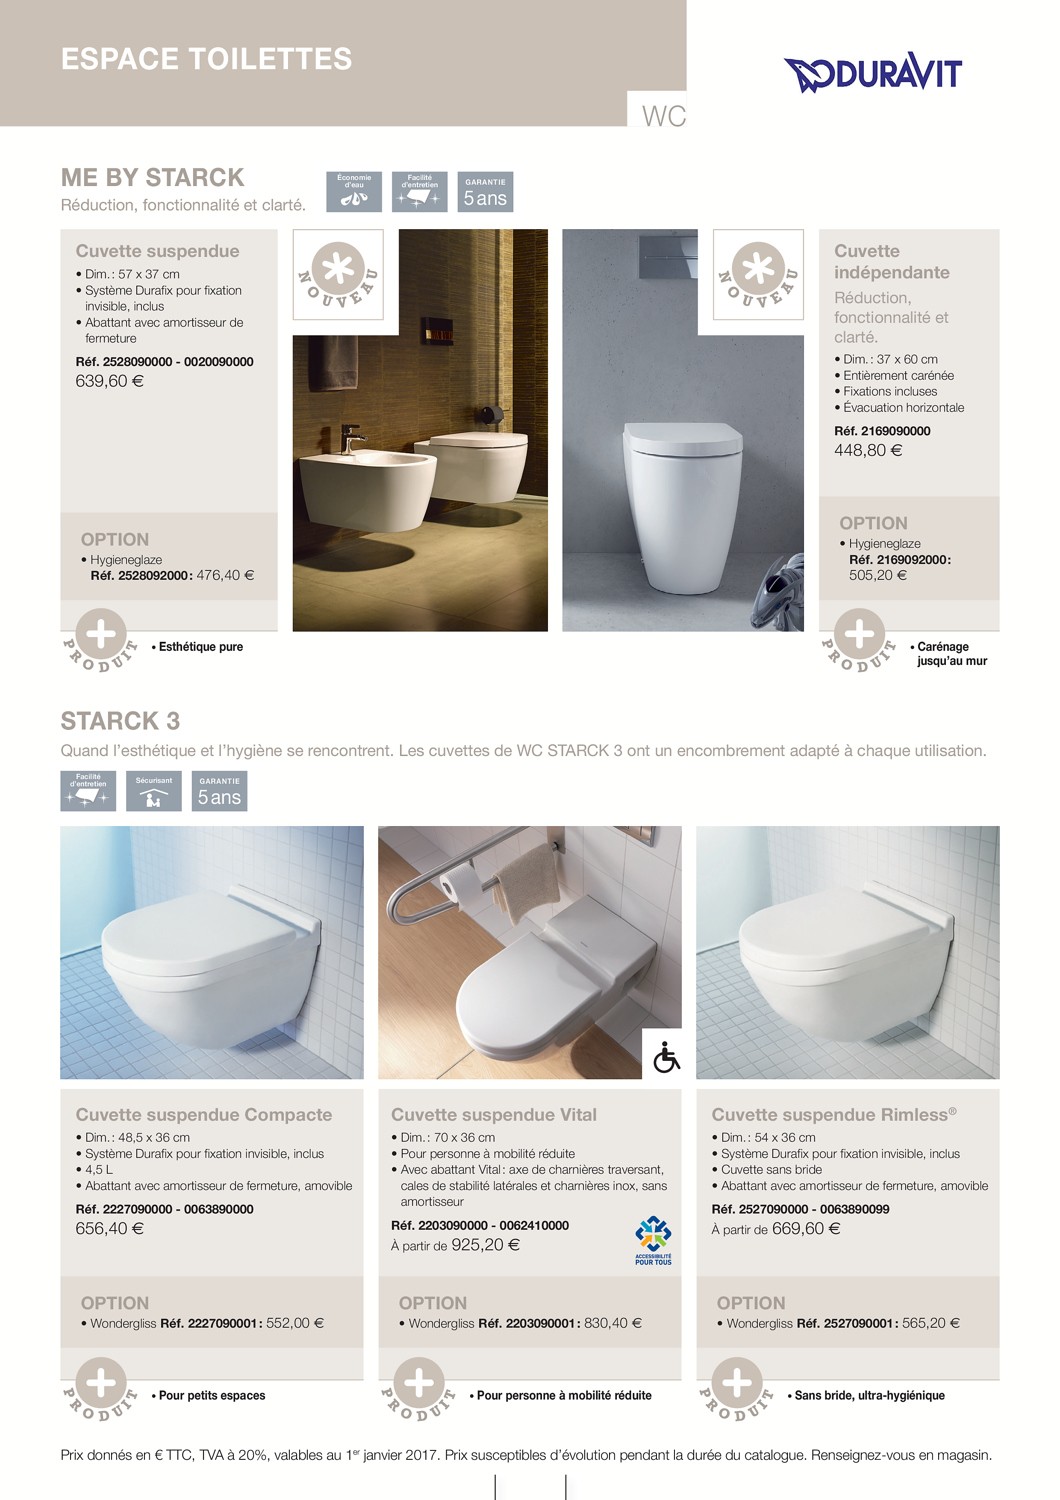 ESPACE TOILETTES
DURAVIT
WC
ME BY STARCK
Réduction, fonctionnalité et clarté.
Économie
d'eau
Facilité
d'entretien
GARANTIE
5 ans
Cuvette suspendue
• Dim. : 57 x 37 cm
• Système Durafix pour fixation
invisible, inclus
• Abattant avec amortisseur de
fermeture
Réf. 2528090000 - 0020090000
639,60 €
OPTION
• Hygieneglaze
Réf. 2528092000 : 476,40 €
PRODUIT
• Esthétique pure
NOUVEAU
NOUVEAU
Cuvette
indépendante
Réduction,
fonctionnalité et
clarté.
• Dim. : 37 x 60 cm
• Entièrement carénée
• Fixations incluses
• Évacuation horizontale
Réf. 2169090000
448,80 €
OPTION
• Hygieneglaze
Réf. 2169092000 :
505,20 €
PRODUIT
• Carénage
jusqu'au mur
STARCK 3
Quand l'esthétique et l'hygiène se rencontrent. Les cuvettes de WC STARCK 3 ont un encombrement adapté à chaque utilisation.
Facilité
d'entretien
Sécurisant
GARANTIE
5 ans
Cuvette suspendue Compacte
• Dim. : 48,5 x 36 cm
• Système Durafix pour fixation invisible, inclus
• 4,5 L
• Abattant avec amortisseur de fermeture, amovible
Réf. 2227090000 - 0063890000
656,40 €
OPTION
• Wondergliss Réf. 2227090001 : 552,00 €
PRODUIT
• Pour petits espaces
Cuvette suspendue Vital
• Dim. : 70 x 36 cm
• Pour personne à mobilité réduite
• Avec abattant Vital : axe de charnières traversant,
cales de stabilité latérales et charnières inox, sans
amortisseur
Réf. 2203090000 - 0062410000
À partir de 925,20 €
ACCESSIBILITÉ
POUR TOUS
OPTION
• Wondergliss Réf. 2203090001 : 830,40 €
PRODUIT
• Pour personne à mobilité réduite
Cuvette suspendue Rimless®
• Dim. : 54 x 36 cm
• Système Durafix pour fixation invisible, inclus
• Cuvette sans bride
• Abattant avec amortisseur de fermeture, amovible
Réf. 2527090000 - 0063890099
À partir de 669,60 €
OPTION
• Wondergliss Réf. 2527090001 : 565,20 €
PRODUIT
• Sans bride, ultra-hygiénique
Prix donnés en € TTC, TVA à 20%, valables au 1er janvier 2017. Prix susceptibles d'évolution pendant la durée du catalogue. Renseignez-vous en magasin.